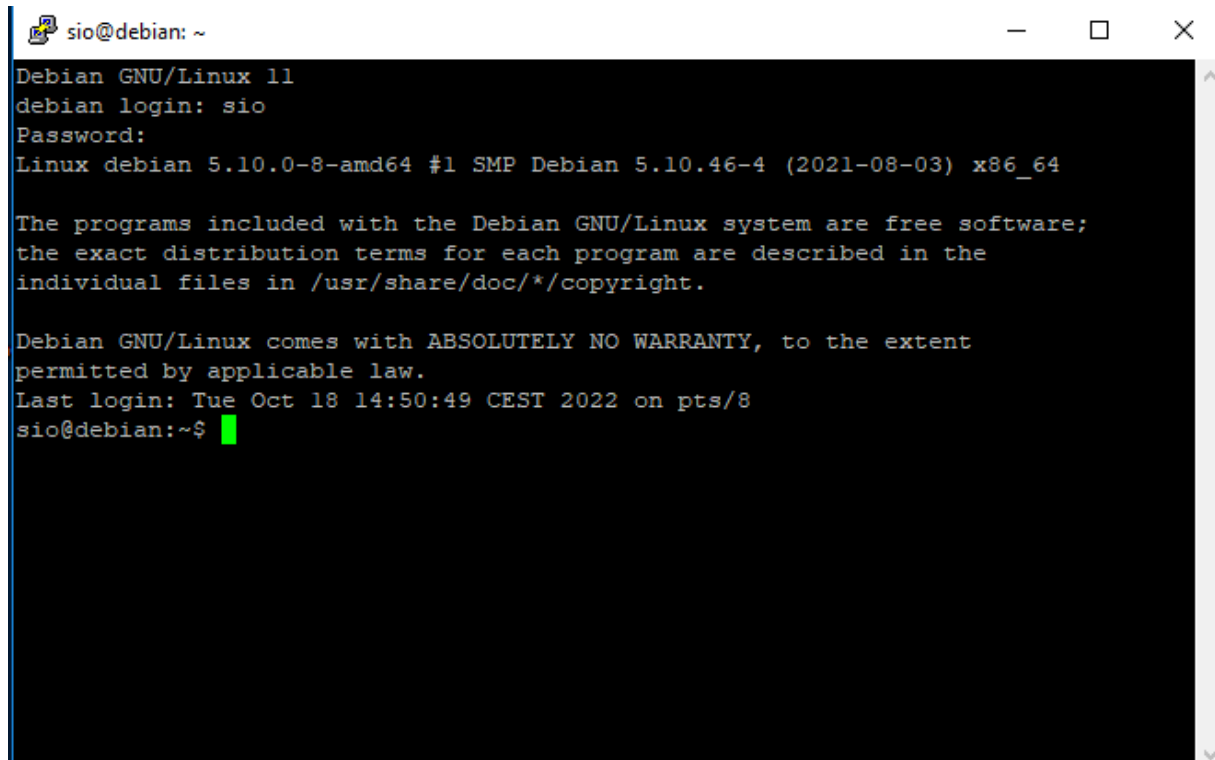 sio@debian: ~
Debian GNU/Linux 11
debian login: sio
Password:
Linux debian 5.10.0-8-amd64 #1 SMP Debian 5.10.46-4 (2021-08-03) x86_64
The programs included with the Debian GNU/Linux system are free software;
the exact distribution terms for each program are described in the
individual files in /usr/share/doc/*/copyright.
Debian GNU/Linux comes with ABSOLUTELY NO WARRANTY, to the extent
permitted by applicable law.
Last login: Tue Oct 18 14:50:49 CEST 2022 on pts/8
sio@debian:~$